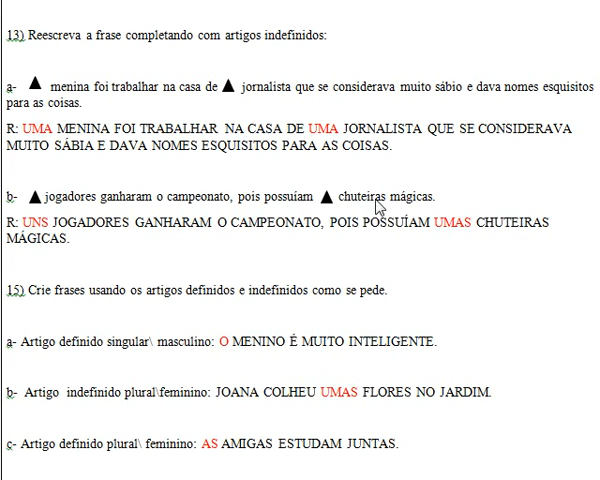 13) Reescreva a frase completando com artigos indefinidos:
a- ▲ menina foi trabalhar na casa de ▲ jornalista que se considerava muito sábio e dava nomes esquisitos
para as coisas.
R: UMA MENINA FOI TRABALHAR NA CASA DE UMA JORNALISTA QUE SE CONSIDERAVA
MUITO SÁBIA E DAVA NOMES ESQUISITOS PARA AS COISAS.
b- ▲ jogadores ganharam o campeonato, pois possuíam ▲ chuteiras mágicas.
R: UNS JOGADORES GANHARAM O CAMPEONATO, POIS POSSUÍAM UMAS CHUTEIRAS
MÁGICAS.
15) Crie frases usando os artigos definidos e indefinidos como se pede.
a- Artigo definido singular\ masculino: O MENINO É MUITO INTELIGENTE.
b- Artigo indefinido plural\feminino: JOANA COLHEU UMAS FLORES NO JARDIM.
c- Artigo definido plural\ feminino: AS AMIGAS ESTUDAM JUNTAS.